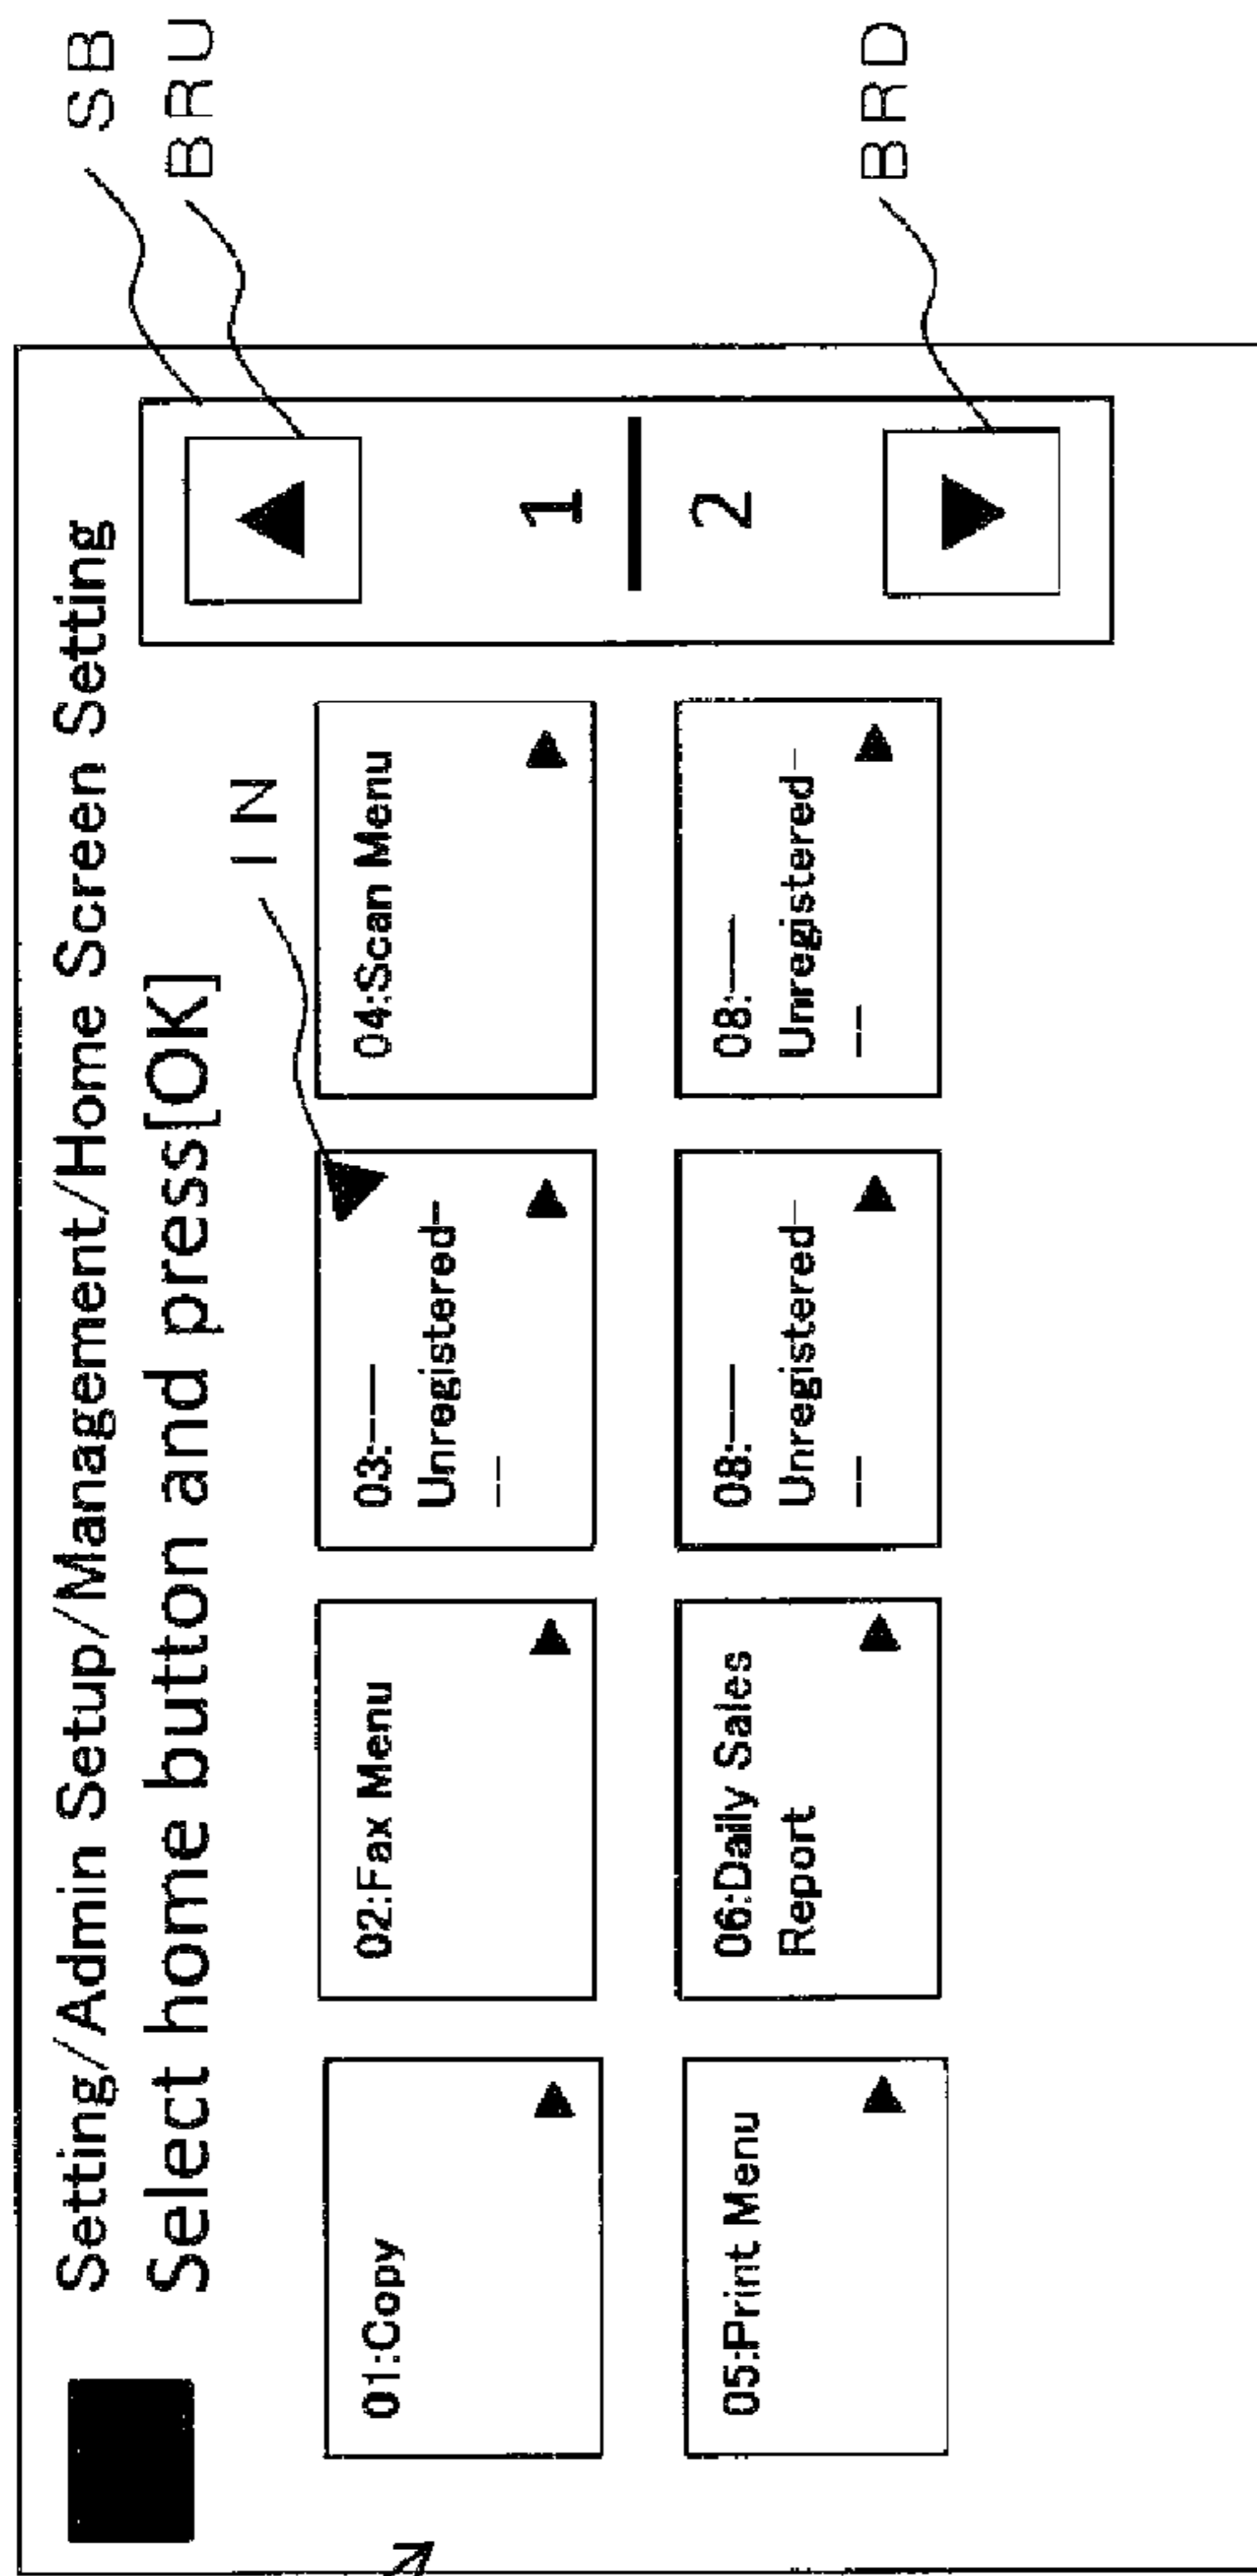 Setting/Admin Setup/Management/Home Screen Setting
Select home button and press[OK]
SB
BRU
IN
01:Copy
02:Fax Menu
03:-----
Unregistered-
--
04:Scan Menu
1
2
05:Print Menu
06:Daily Sales
Report
08:-----
Unregistered-
--
08:-----
Unregistered-
--
BRD